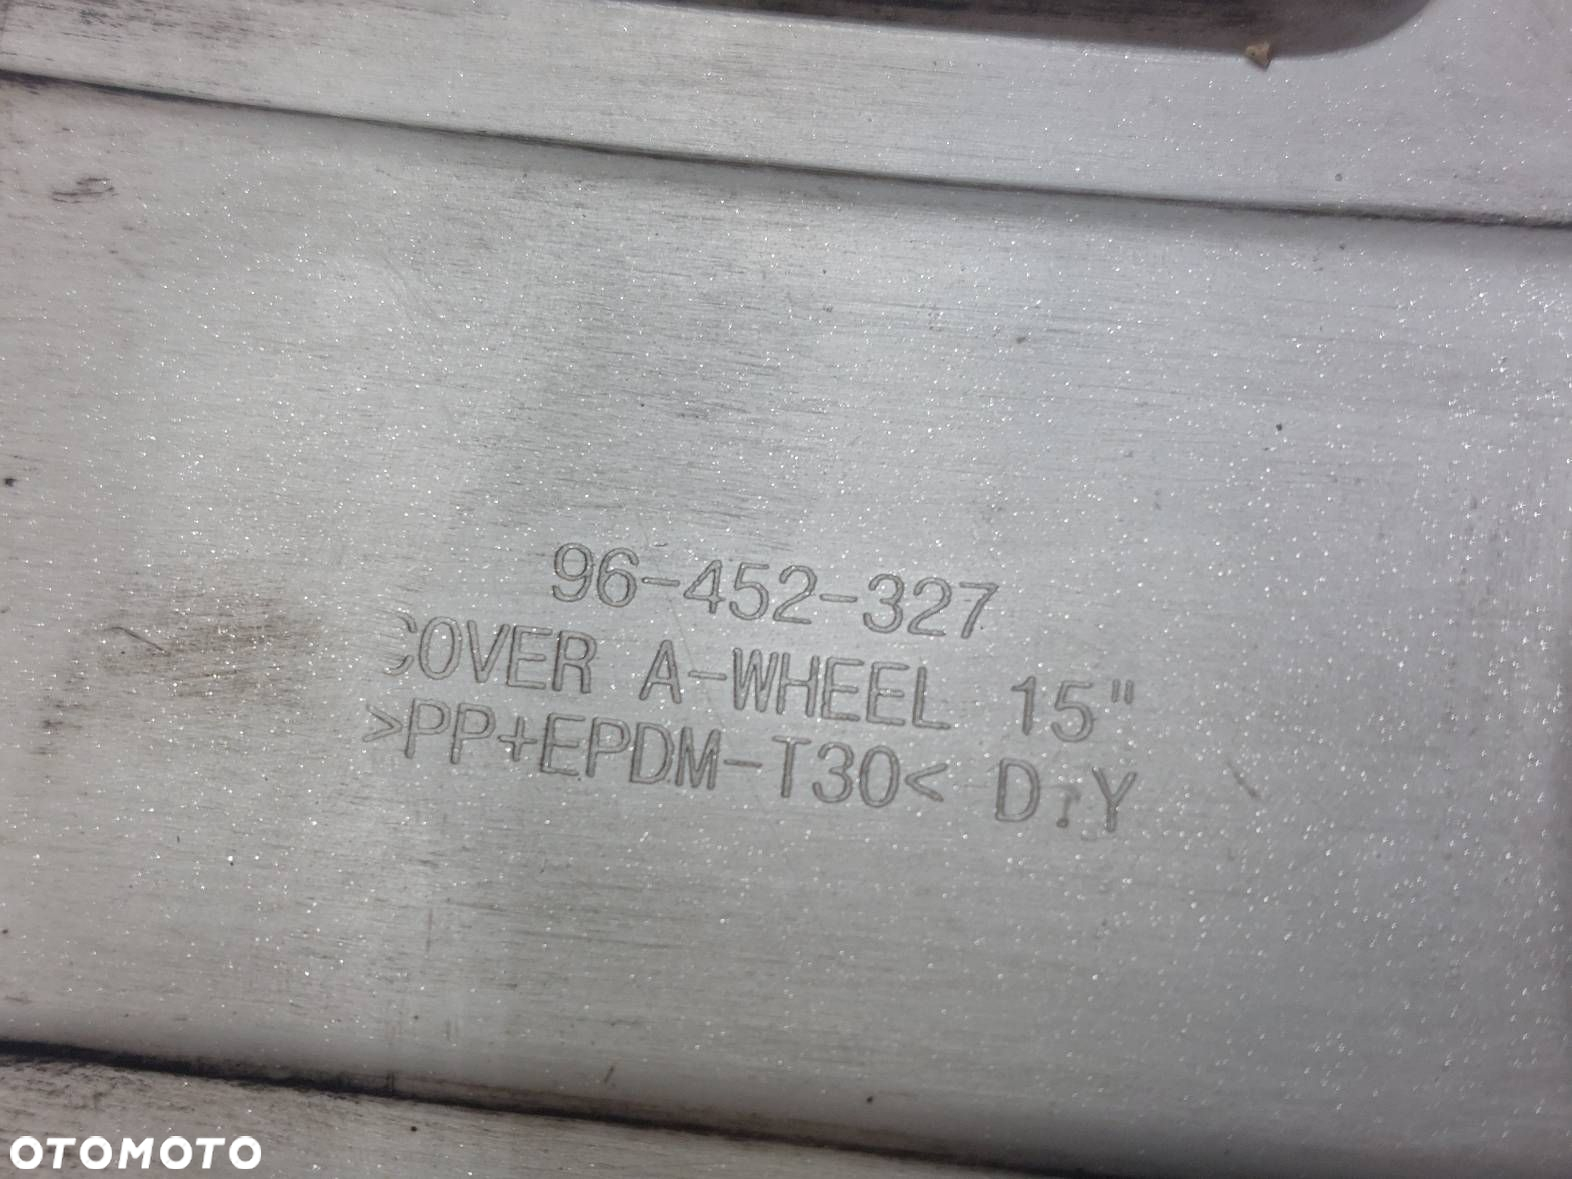 96-452-327
COVER A-WHEEL 15"
>PP+EPDM-T30< D.Y
OTOMOTO